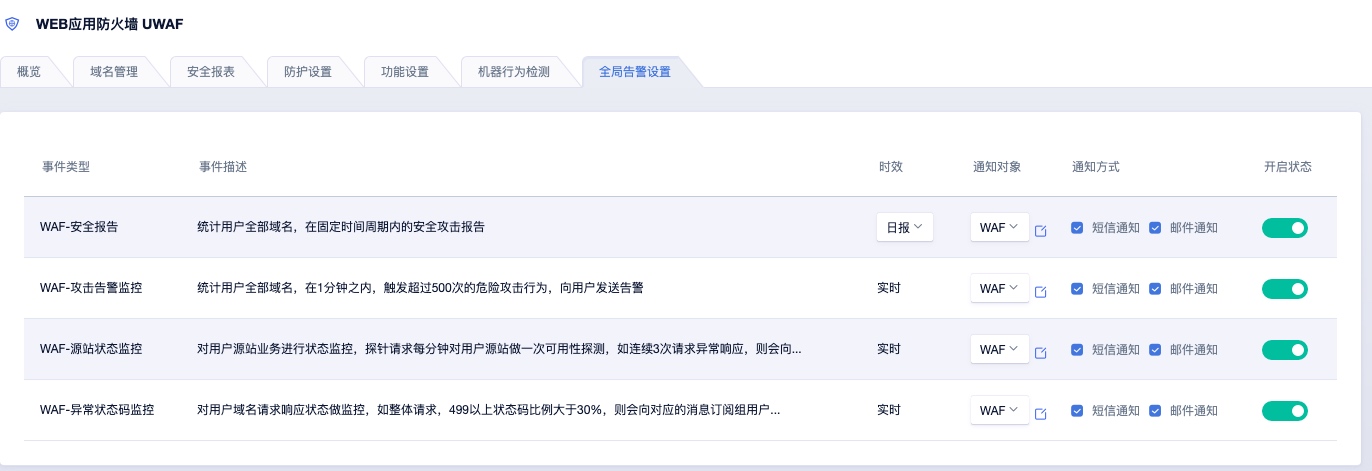 WEB应用防火墙 UWAF
概览 域名管理 安全报表 防护设置 功能设置 机器行为检测 全局告警设置
事件类型 事件描述 时效 通知对象 通知方式 开启状态
WAF-安全报告 统计用户全部域名，在固定时间周期内的安全攻击报告 日报 WAF 短信通知 邮件通知
WAF-攻击告警监控 统计用户全部域名，在1分钟之内，触发超过500次的危险攻击行为，向用户发送告警 实时 WAF 短信通知 邮件通知
WAF-源站状态监控 对用户源站业务进行状态监控，探针请求每分钟对用户源站做一次可用性探测，如连续3次请求异常响应，则会向... 实时 WAF 短信通知 邮件通知
WAF-异常状态码监控 对用户域名请求响应状态做监控，如整体请求，499以上状态码比例大于30%，则会向对应的消息订阅组用户... 实时 WAF 短信通知 邮件通知